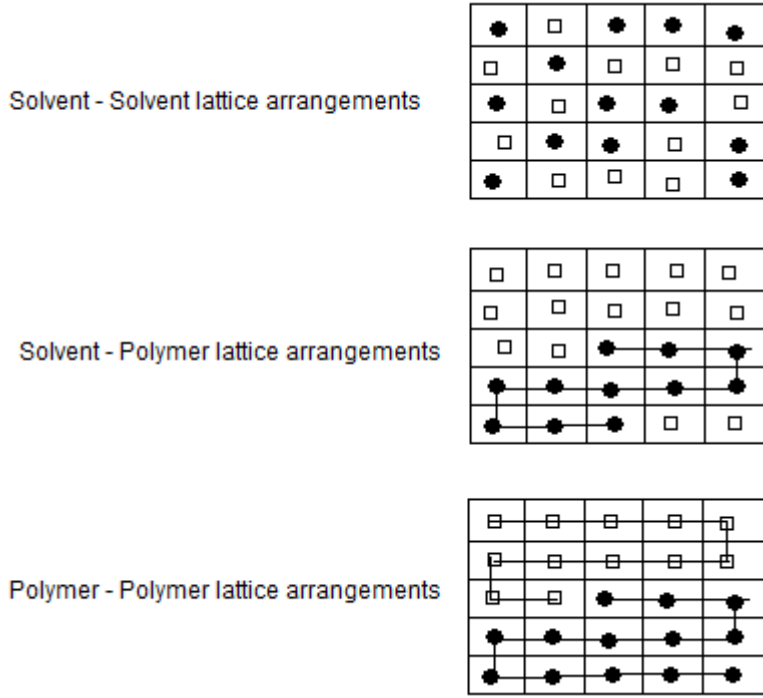 Solvent - Solvent lattice arrangements
Solvent - Polymer lattice arrangements
Polymer - Polymer lattice arrangements